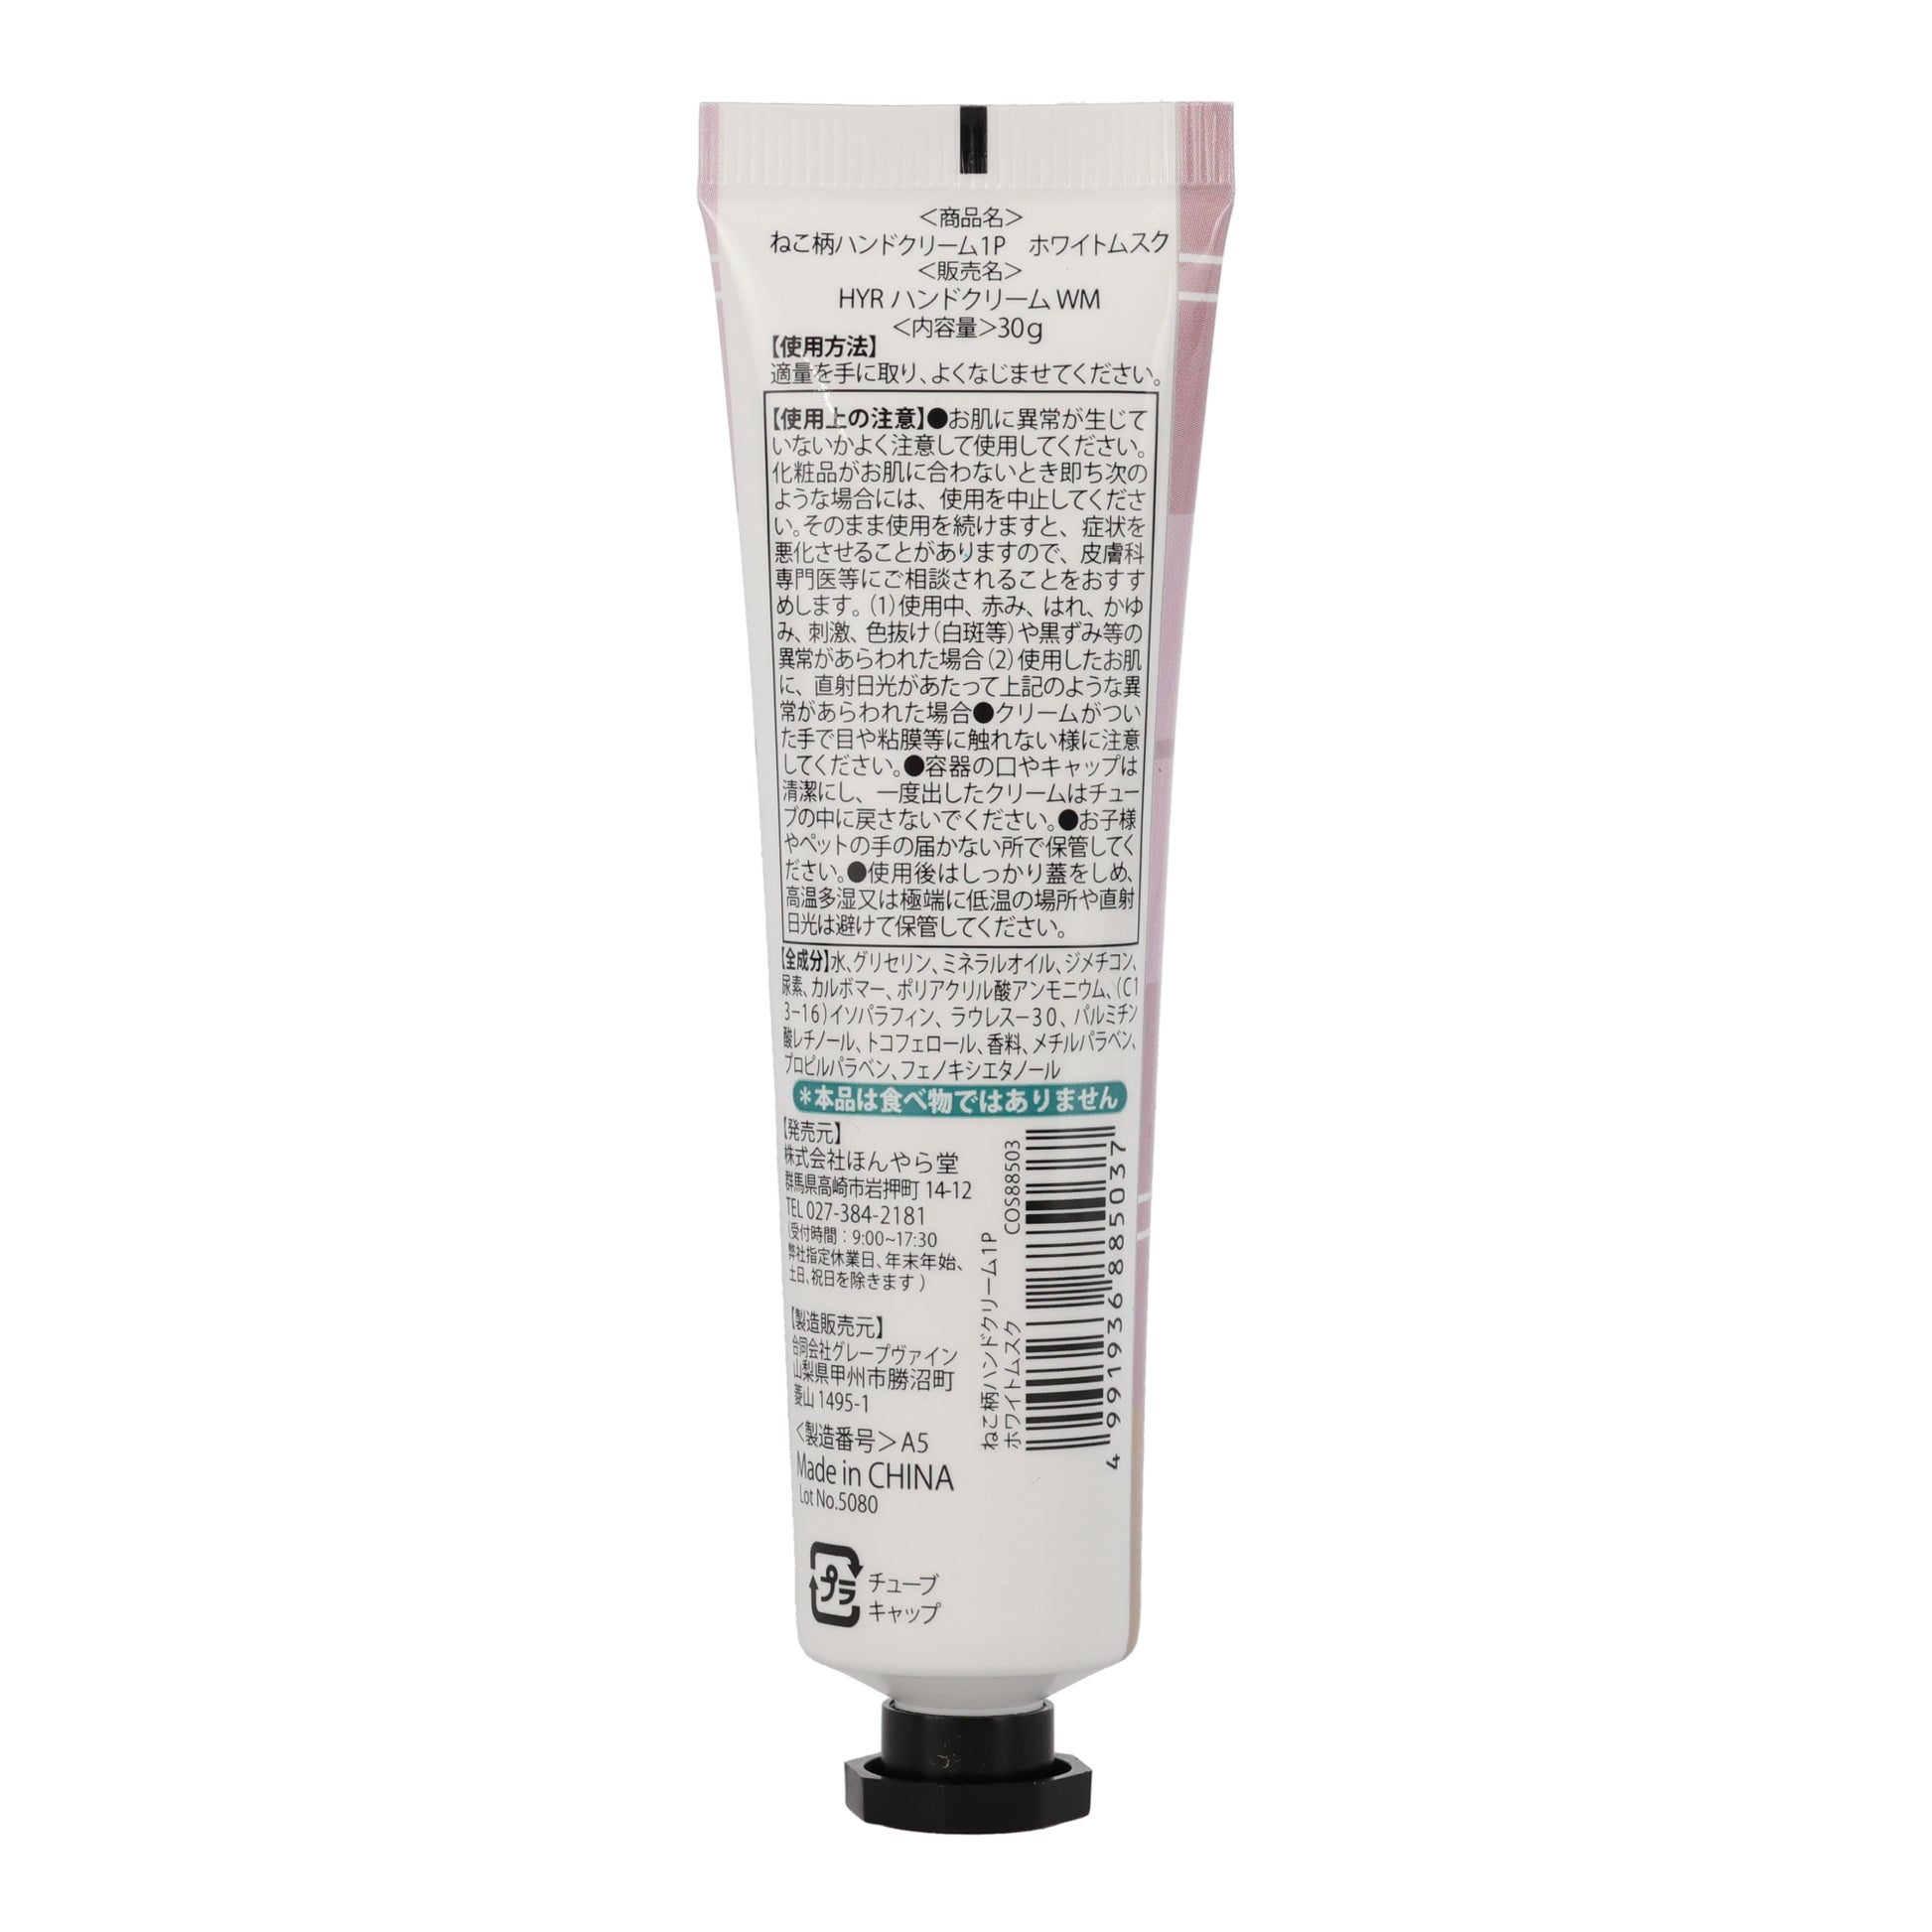 ＜商品名＞
ねこ柄ハンドクリーム1P　ホワイトムスク
＜販売名＞
HYR ハンドクリーム WM
＜内容量＞30g
【使用方法】
適量を手に取り、よくなじませてください。
【使用上の注意】●お肌に異常が生じて
いないかよく注意して使用してください。
化粧品がお肌に合わないとき即ち次の
ような場合には、使用を中止してくださ
い。そのまま使用を続けますと、症状を
悪化させることがありますので、皮膚科
専門医等にご相談されることをおすす
めします。(1)使用中、赤み、はれ、かゆ
み、刺激、色抜け(白斑等)や黒ずみ等の
異常があらわれた場合(2)使用したお肌
に、直射日光があたって上記のような異
常があらわれた場合●クリームがつい
た手で目や粘膜等に触れない様に注意
してください。●容器の口やキャップは
清潔にし、一度出したクリームはチュー
ブの中に戻さないでください。●お子様
やペットの手の届かない所で保管してく
ださい。●使用後はしっかり蓋をしめ、
高温多湿又は極端に低温の場所や直射
日光は避けて保管してください。
【全成分】水、グリセリン、ミネラルオイル、ジメチコン、
尿素、カルボマー、ポリアクリル酸アンモニウム、(C1
3-16)イソパラフィン、ラウレス-30、パルミチン
酸レチノール、トコフェロール、香料、メチルパラベン、
プロピルパラベン、フェノキシエタノール
＊本品は食べ物ではありません
【発売元】
株式会社ほんやら堂
群馬県高崎市岩押町 14-12
TEL 027-384-2181
(受付時間：9:00~17:30
弊社指定休業日、年末年始、
土日、祝日を除きます)
【製造販売元】
合同会社グレープヴァイン
山梨県甲州市勝沼町
菱山 1495-1
＜製造番号＞A5
Made in CHINA
Lot No.5080
ねこ柄ハンドクリーム1P
ホワイトムスク　COS88503
4 991936 885037
プラ
チューブ
キャップ